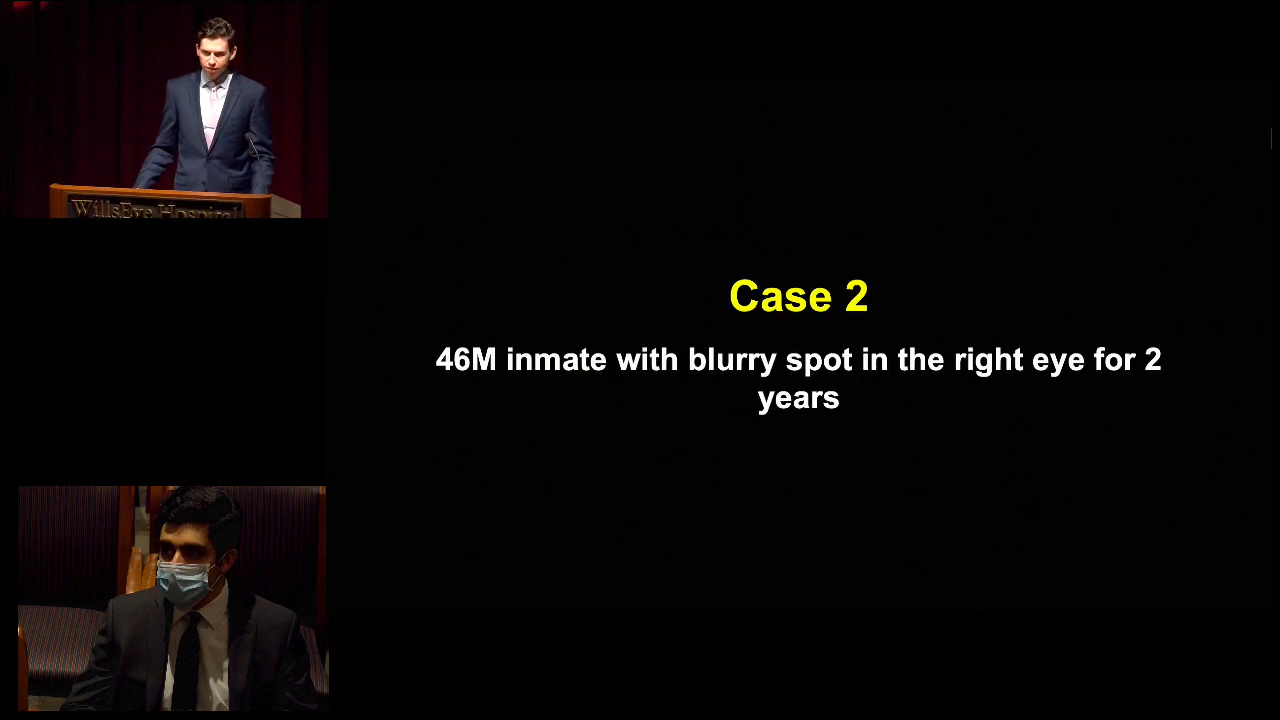 WillsEye Hospital
Case 2
46M inmate with blurry spot in the right eye for 2
years